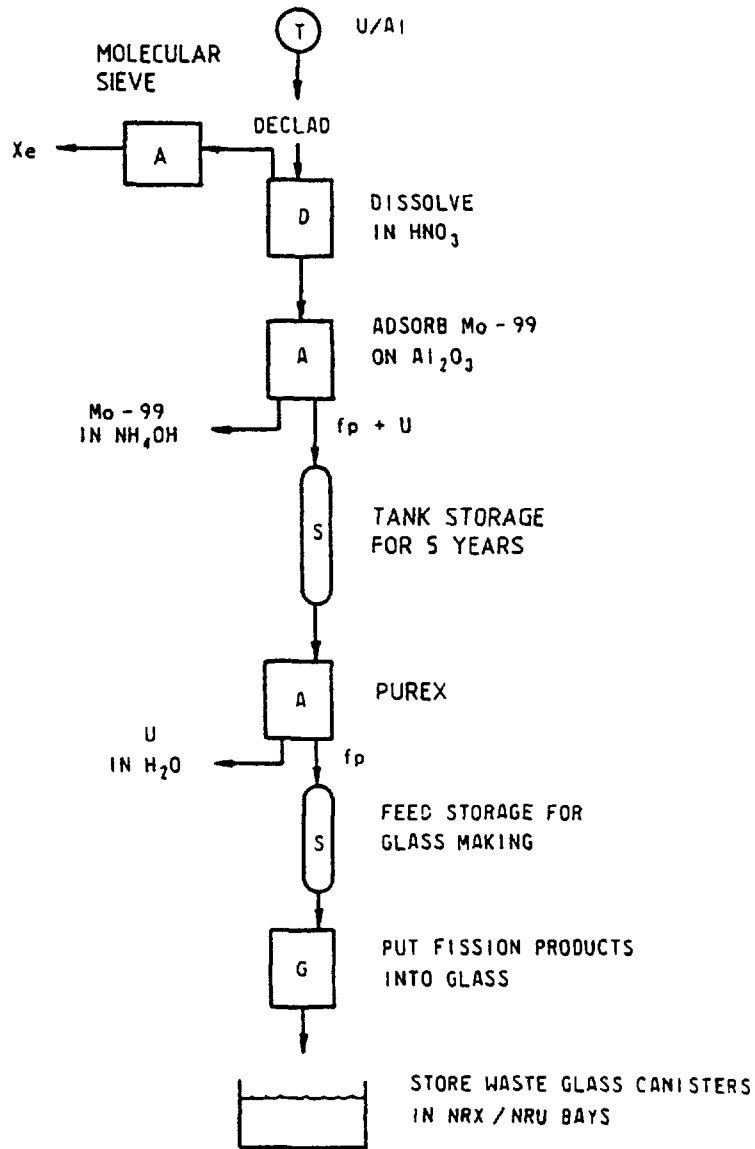 T
U/Al
MOLECULAR
SIEVE
DECLAD
Xe
A
D
DISSOLVE
IN HNO₃
A
ADSORB Mo-99
ON Al₂O₃
Mo-99
IN NH₄OH
fp + U
S
TANK STORAGE
FOR 5 YEARS
A
PUREX
U
IN H₂O
fp
S
FEED STORAGE FOR
GLASS MAKING
G
PUT FISSION PRODUCTS
INTO GLASS
STORE WASTE GLASS CANISTERS
IN NRX/NRU BAYS